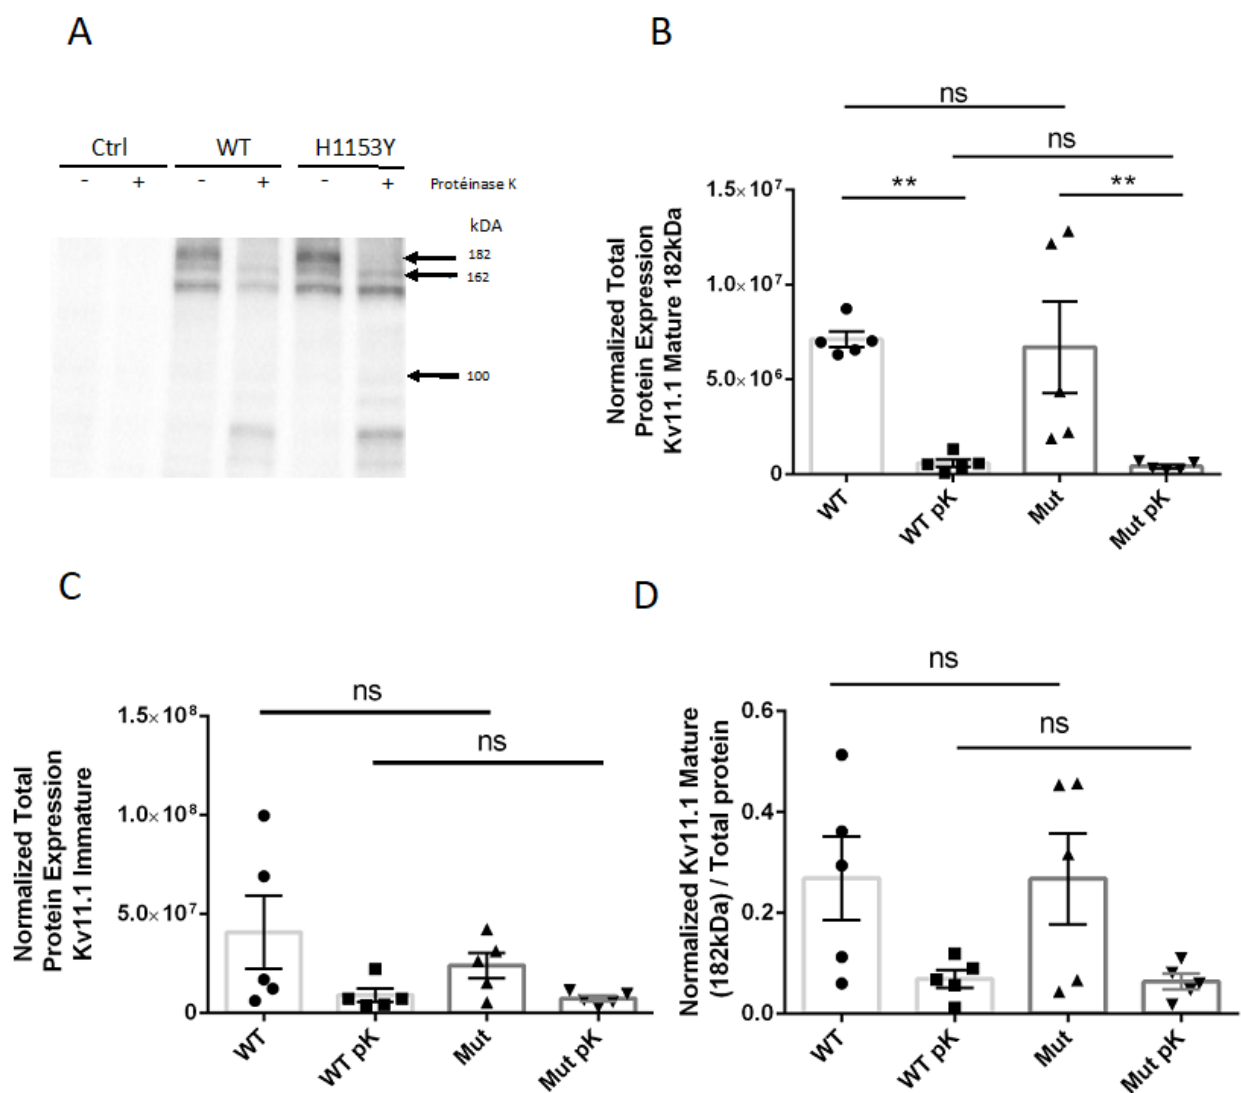 A
Ctrl WT H1153Y
- + - + - + Protéinase K
kDA
182
162
100
B
ns
ns
** **
Normalized Total
Protein Expression
Kv11.1 Mature 182kDa
1.5×10⁷
1.0×10⁷
5.0×10⁶
0
WT WT pK Mut Mut pK
C
ns
ns
Normalized Total
Protein Expression
Kv11.1 Immature
1.5×10⁸
1.0×10⁸
5.0×10⁷
0
WT WT pK Mut Mut pK
D
ns
ns
Normalized Kv11.1 Mature
(182kDa) / Total protein
0.6
0.4
0.2
0.0
WT WT pK Mut Mut pK